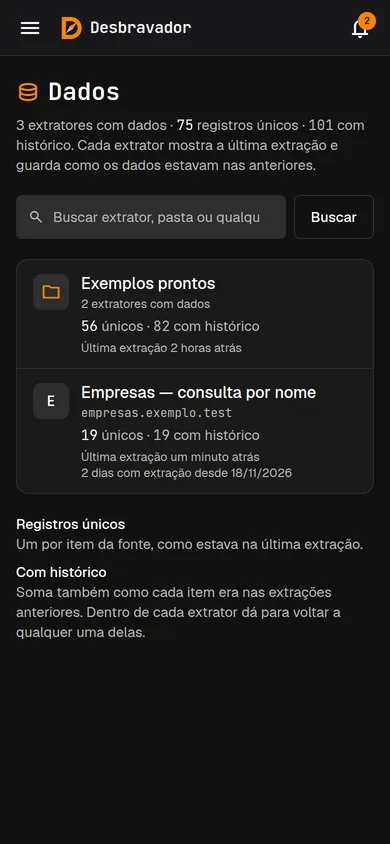 Desbravador
2
Dados
3 extratores com dados · 75 registros únicos · 101 com
histórico. Cada extrator mostra a última extração e
guarda como os dados estavam nas anteriores.
Buscar extrator, pasta ou qualqu
Buscar
Exemplos prontos
2 extratores com dados
56 únicos · 82 com histórico
Última extração 2 horas atrás
E
Empresas — consulta por nome
empresas.exemplo.test
19 únicos · 19 com histórico
Última extração um minuto atrás
2 dias com extração desde 18/11/2026
Registros únicos
Um por item da fonte, como estava na última extração.
Com histórico
Soma também como cada item era nas extrações
anteriores. Dentro de cada extrator dá para voltar a
qualquer uma delas.